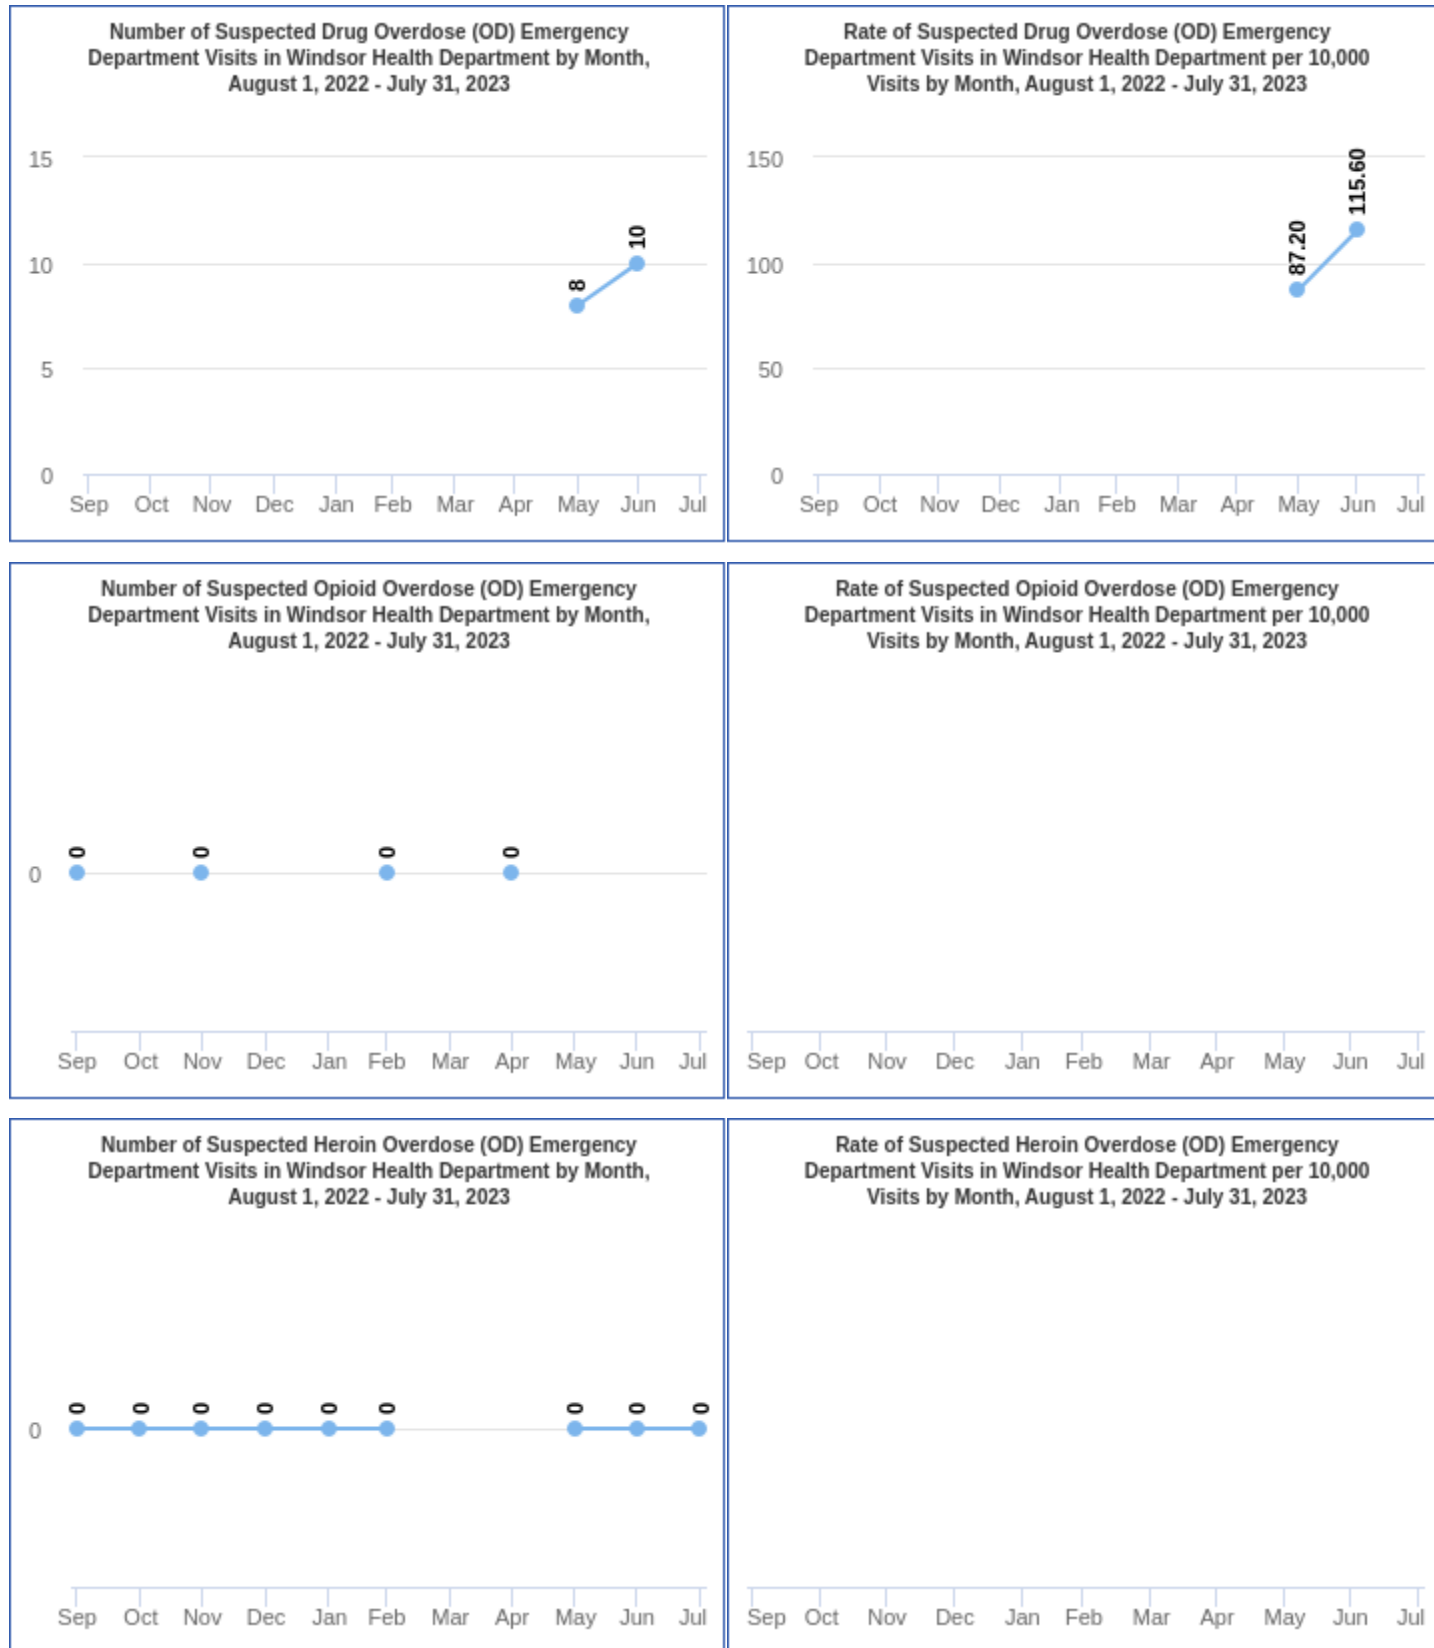 Number of Suspected Drug Overdose (OD) Emergency
Department Visits in Windsor Health Department by Month,
August 1, 2022 - July 31, 2023
15
10
5
0
8
10
Sep Oct Nov Dec Jan Feb Mar Apr May Jun Jul
Rate of Suspected Drug Overdose (OD) Emergency
Department Visits in Windsor Health Department per 10,000
Visits by Month, August 1, 2022 - July 31, 2023
150
100
50
0
87.20
115.60
Sep Oct Nov Dec Jan Feb Mar Apr May Jun Jul
Number of Suspected Opioid Overdose (OD) Emergency
Department Visits in Windsor Health Department by Month,
August 1, 2022 - July 31, 2023
0 0 0 0
0
Sep Oct Nov Dec Jan Feb Mar Apr May Jun Jul
Rate of Suspected Opioid Overdose (OD) Emergency
Department Visits in Windsor Health Department per 10,000
Visits by Month, August 1, 2022 - July 31, 2023
Sep Oct Nov Dec Jan Feb Mar Apr May Jun Jul
Number of Suspected Heroin Overdose (OD) Emergency
Department Visits in Windsor Health Department by Month,
August 1, 2022 - July 31, 2023
0 0 0 0 0 0 0 0 0
0
Sep Oct Nov Dec Jan Feb Mar Apr May Jun Jul
Rate of Suspected Heroin Overdose (OD) Emergency
Department Visits in Windsor Health Department per 10,000
Visits by Month, August 1, 2022 - July 31, 2023
Sep Oct Nov Dec Jan Feb Mar Apr May Jun Jul